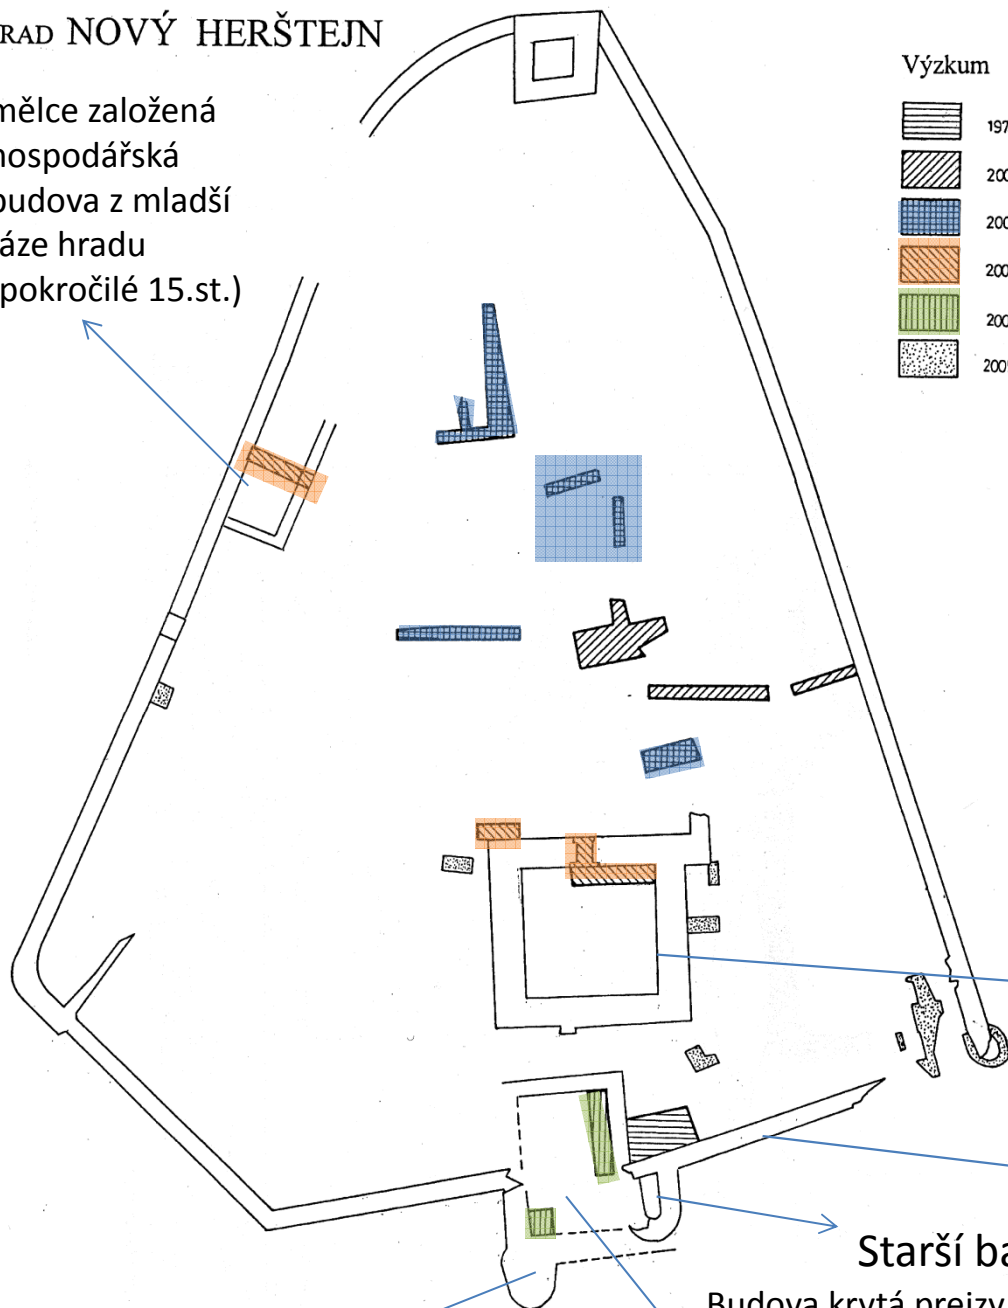 RAD NOVÝ HERŠTEJN
mělce založená
hospodářská
budova z mladší
áze hradu
pokročilé 15.st.)
Výzkum
197
200
200
200
200
200
Starší ba
Budova krytá prejzy